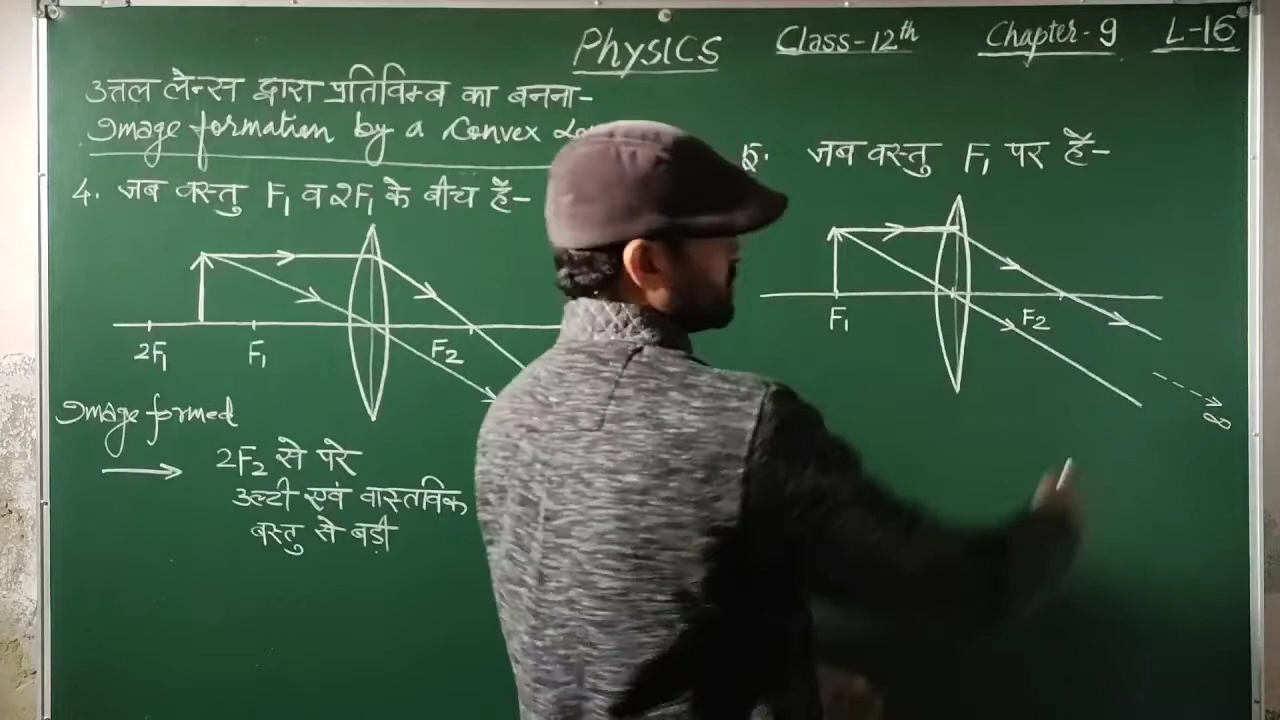 Physics Class-12th Chapter-9 L-16
उत्तल लेन्स द्वारा प्रतिविम्ब का बनना-
Image formation by a Convex
4. जब वस्तु F₁ व 2F₁ के बीच हैं-
2F₁ F₁ F₂
Image formed
→ 2F₂ से परे
उल्टी एवं वास्तविक
बस्तु से बड़ी
5. जब वस्तु F₁ पर हैं-
F₁ F₂
∞